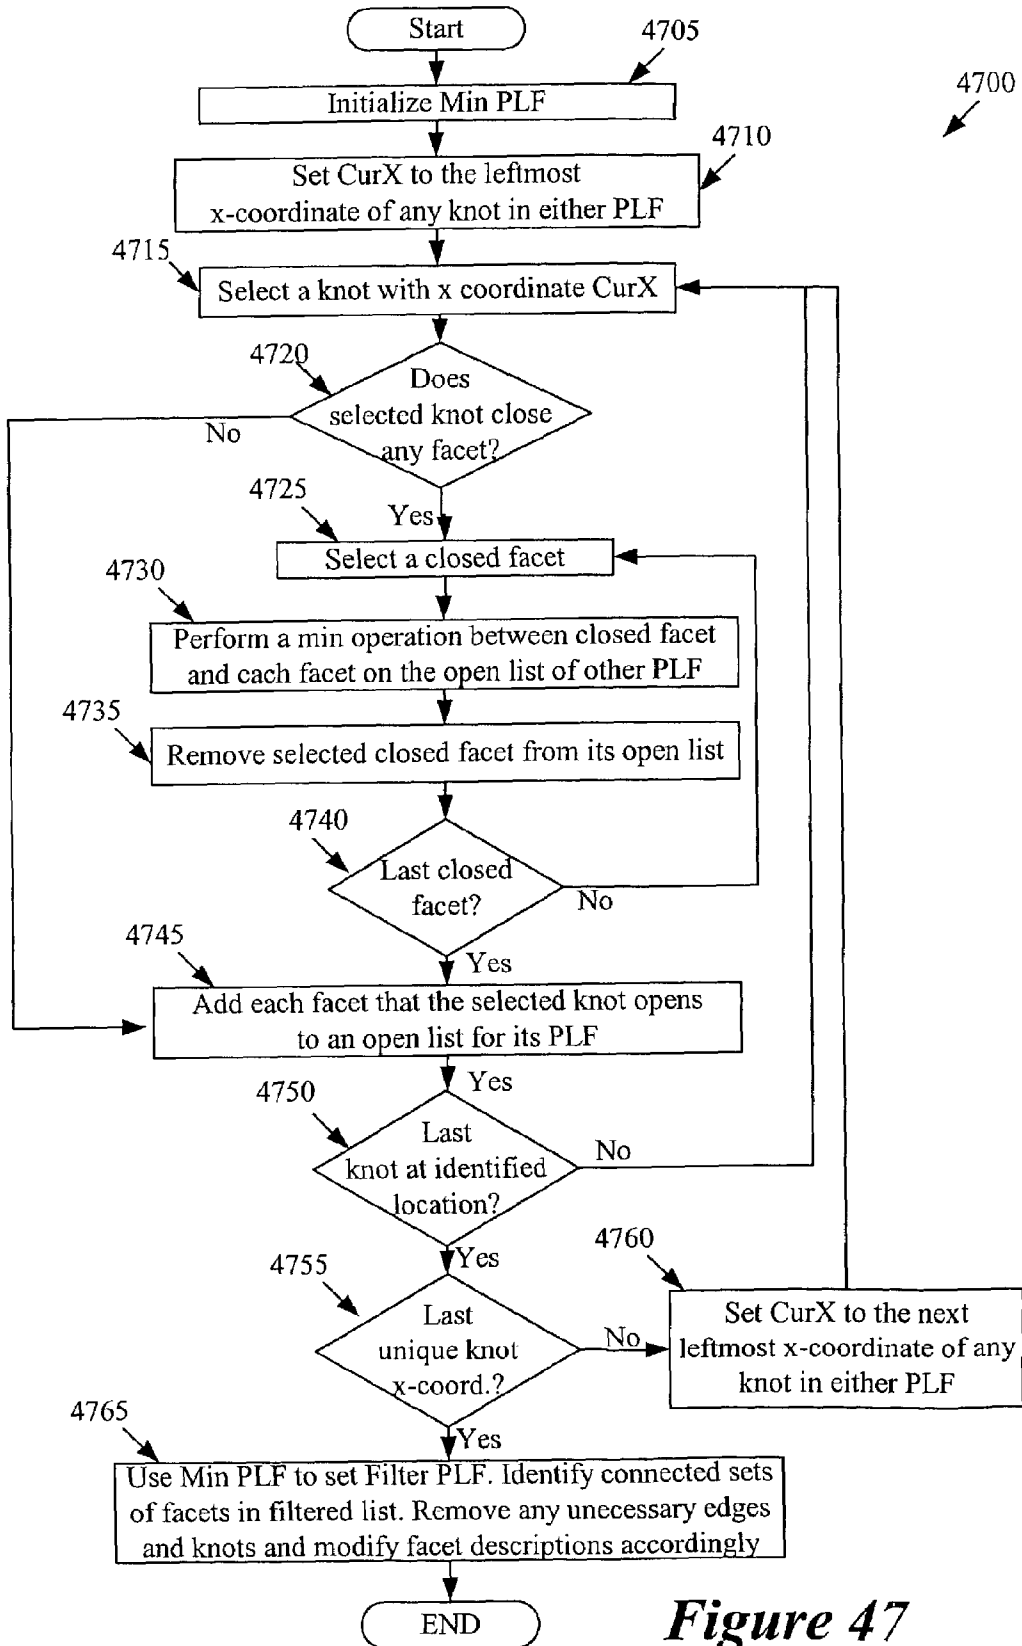 Start
4705
Initialize Min PLF
4700
4710
Set CurX to the leftmost
x-coordinate of any knot in either PLF
4715
Select a knot with x coordinate CurX
4720
Does
selected knot close
any facet?
No
4725
Yes
Select a closed facet
4730
Perform a min operation between closed facet
and each facet on the open list of other PLF
4735
Remove selected closed facet from its open list
4740
Last closed
facet?
No
4745
Yes
Add each facet that the selected knot opens
to an open list for its PLF
Yes
4750
Last
knot at identified
location?
No
Yes
4755
4760
Last
unique knot
x-coord.?
No
Set CurX to the next
leftmost x-coordinate of any
knot in either PLF
4765
Yes
Use Min PLF to set Filter PLF. Identify connected sets
of facets in filtered list. Remove any unecessary edges
and knots and modify facet descriptions accordingly
END
Figure 47